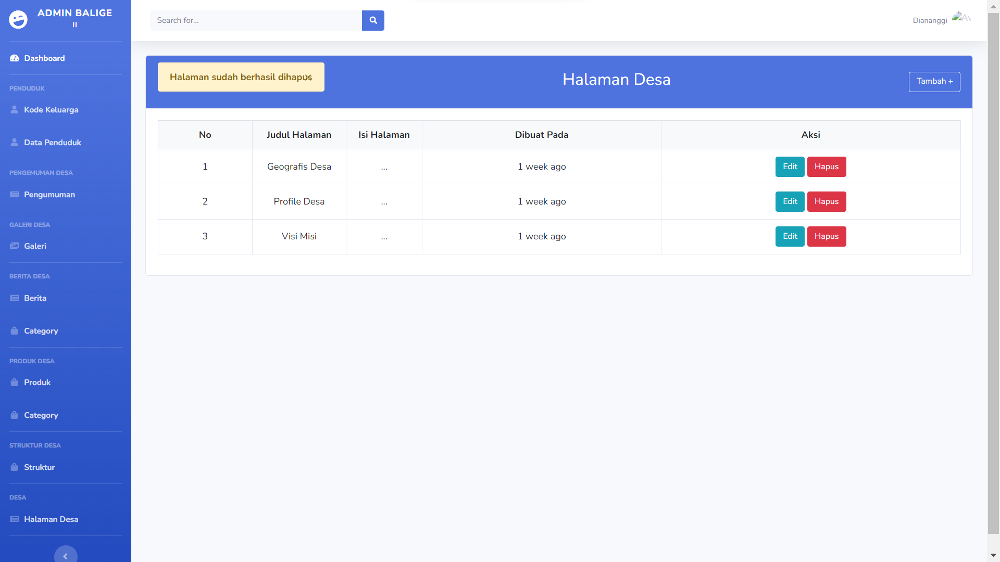 ADMIN BALIGE
II
Search for...
Diananggi
Dashboard
PENDUDUK
Kode Keluarga
Data Penduduk
PENGEMUMAN DESA
Pengumuman
GALERI DESA
Galeri
BERITA DESA
Berita
Category
PRODUK DESA
Produk
Category
STRUKTUR DESA
Struktur
DESA
Halaman Desa
Halaman sudah berhasil dihapus
Halaman Desa
Tambah +
No Judul Halaman Isi Halaman Dibuat Pada Aksi
1 Geografis Desa ... 1 week ago Edit Hapus
2 Profile Desa ... 1 week ago Edit Hapus
3 Visi Misi ... 1 week ago Edit Hapus